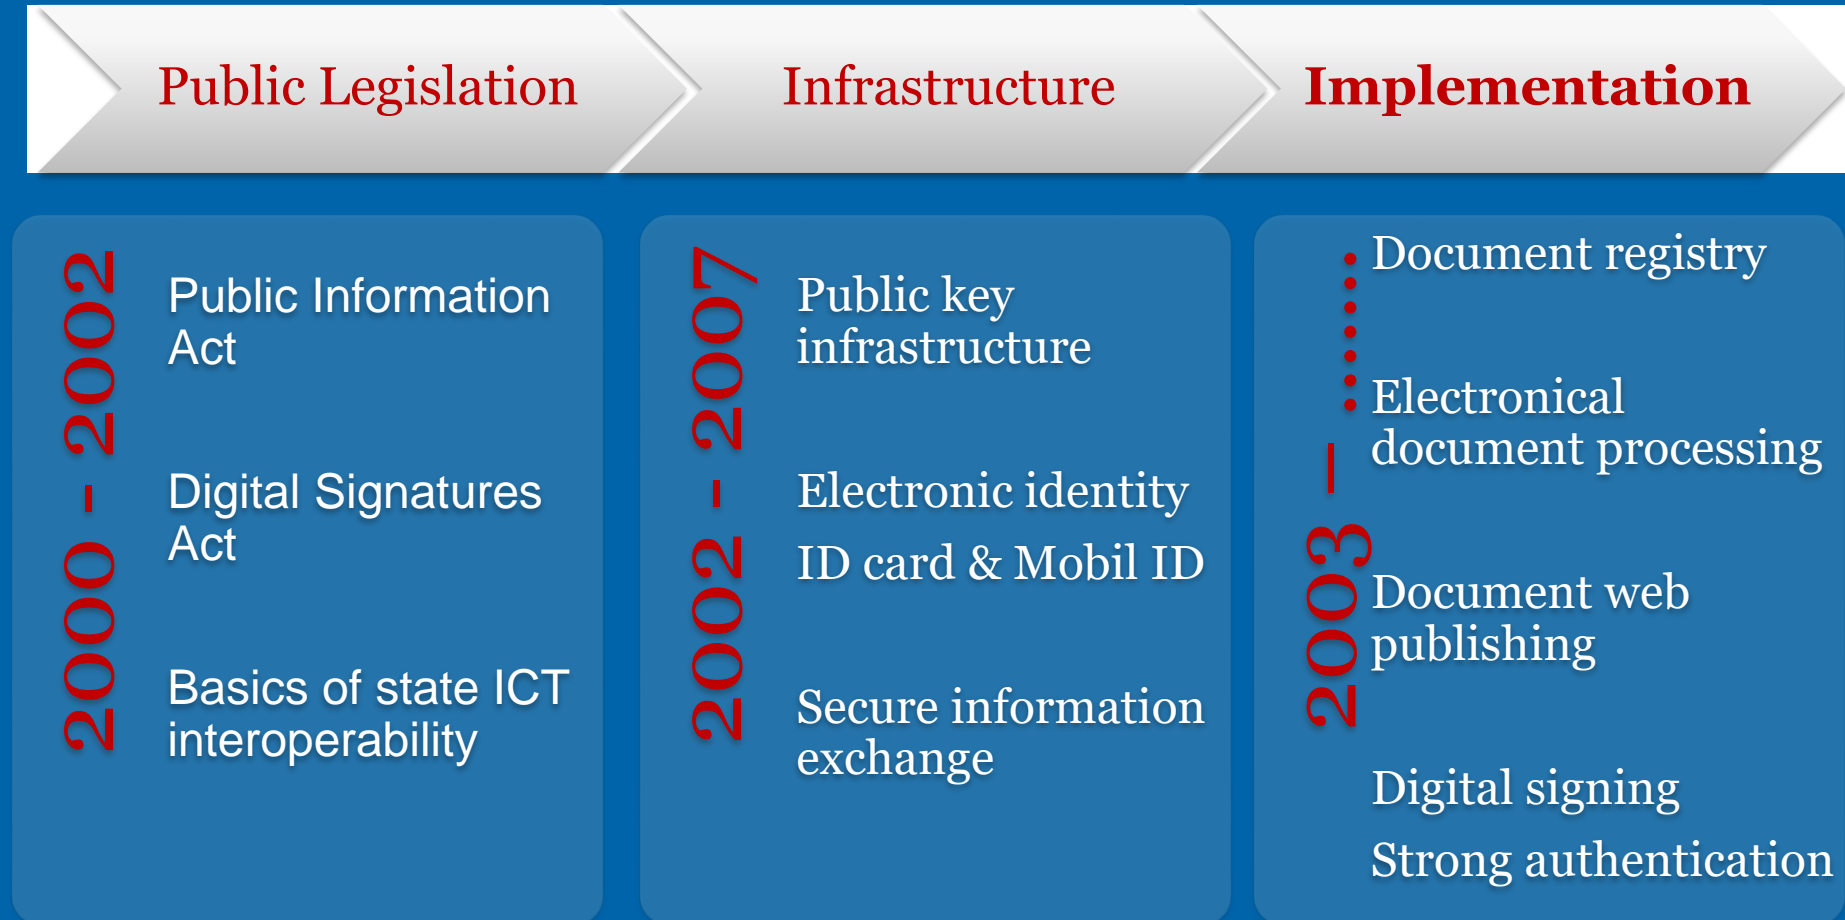 Public Legislation
Infrastructure
Implementation
2000 - 2002
Public Information
Act
Digital Signatures
Act
Basics of state ICT
interoperability
2002 - 2007
Public key
infrastructure
Electronic identity
ID card & Mobil ID
Secure information
exchange
2003 – .......
Document registry
Electronical
document processing
Document web
publishing
Digital signing
Strong authentication